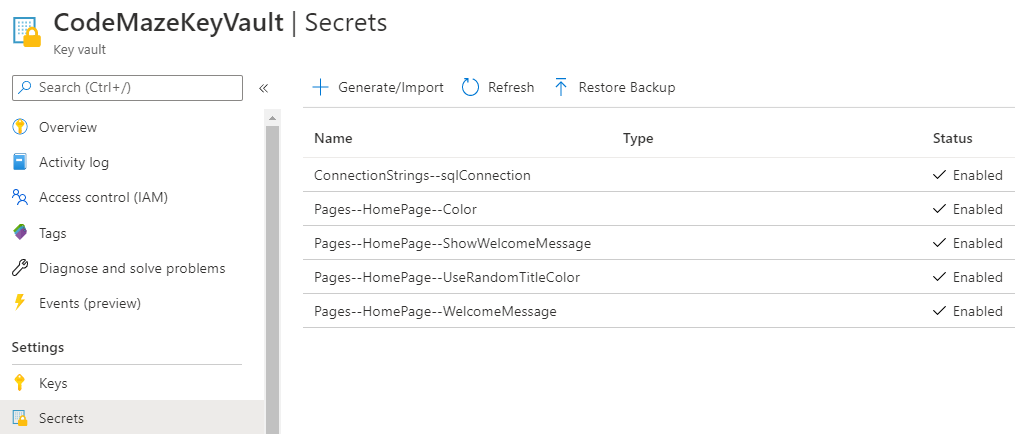 CodeMazeKeyVault | Secrets
Key vault
Search (Ctrl+/)
«
Overview
Activity log
Access control (IAM)
Tags
Diagnose and solve problems
Events (preview)
Settings
Keys
Secrets
Generate/Import Refresh Restore Backup
Name Type Status
ConnectionStrings--sqlConnection Enabled
Pages--HomePage--Color Enabled
Pages--HomePage--ShowWelcomeMessage Enabled
Pages--HomePage--UseRandomTitleColor Enabled
Pages--HomePage--WelcomeMessage Enabled